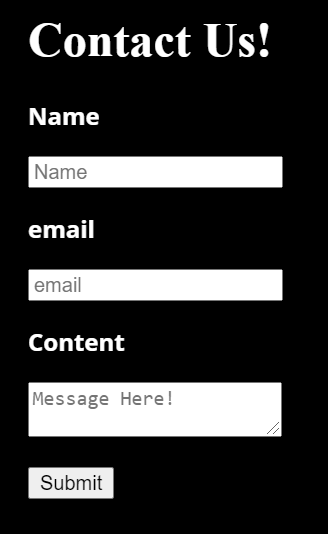 Contact Us!
Name
Name
email
email
Content
Message Here!
Submit